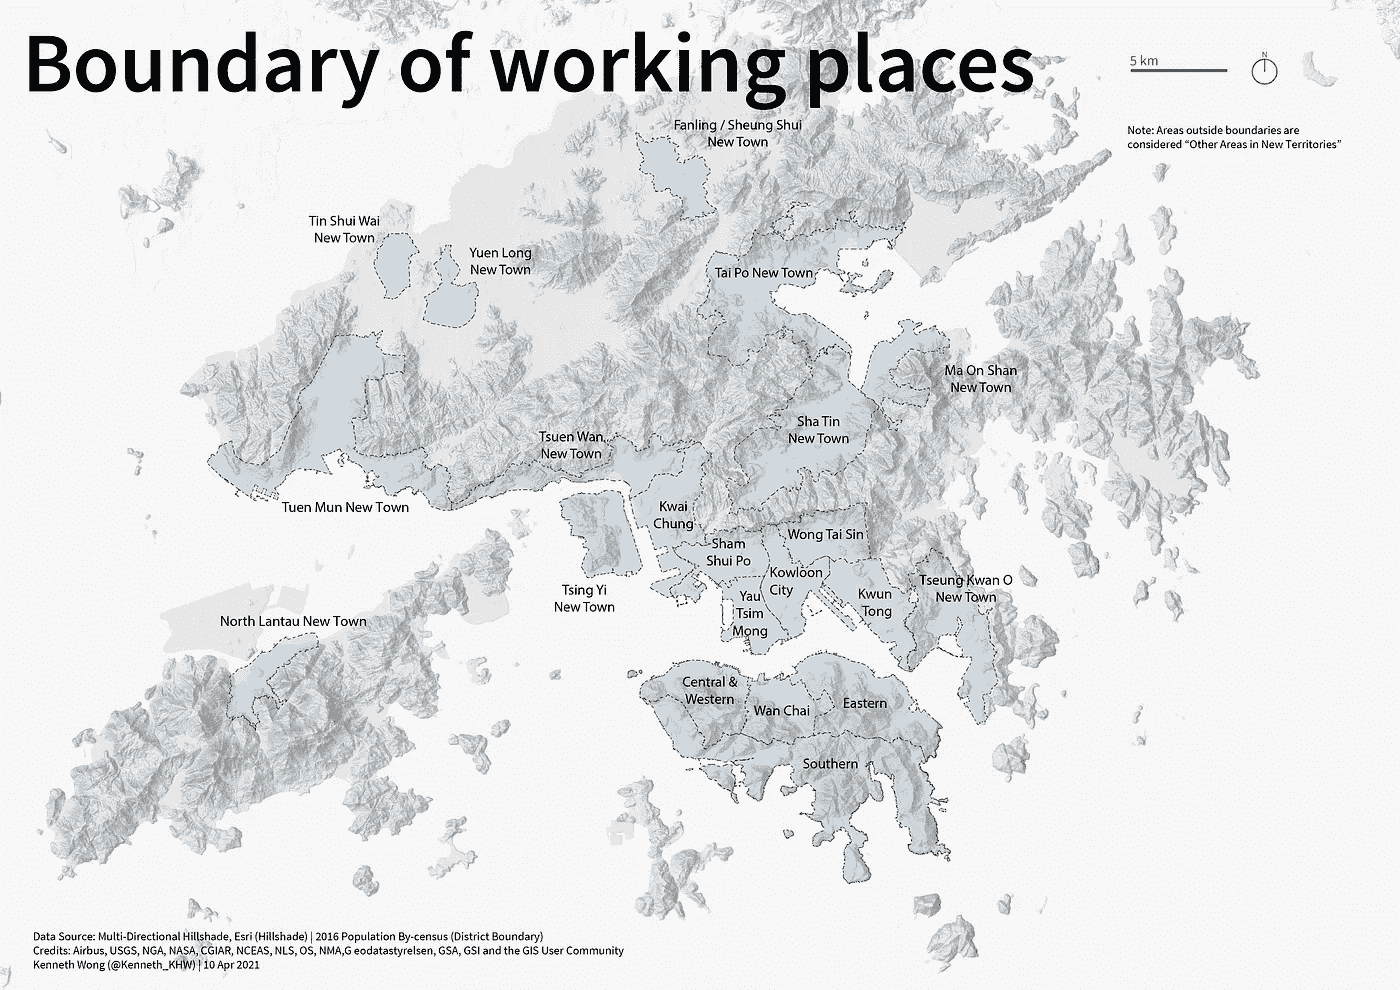 Boundary of working places
5 km
N
Note: Areas outside boundaries are
considered “Other Areas in New Territories”
Fanling / Sheung Shui
New Town
Tin Shui Wai
New Town
Yuen Long
New Town
Tai Po New Town
Ma On Shan
New Town
Sha Tin
New Town
Tsuen Wan
New Town
Tuen Mun New Town
Kwai
Chung
Wong Tai Sin
Sham
Shui Po
Kowloon
City
Tseung Kwan O
New Town
Tsing Yi
New Town
Yau
Tsim
Mong
Kwun
Tong
North Lantau New Town
Central &
Western
Wan Chai
Eastern
Southern
Data Source: Multi-Directional Hillshade, Esri (Hillshade) | 2016 Population By-census (District Boundary)
Credits: Airbus, USGS, NGA, NASA, CGIAR, NCEAS, NLS, OS, NMA,G eodatastyrelsen, GSA, GSI and the GIS User Community
Kenneth Wong (@Kenneth_KHW) | 10 Apr 2021